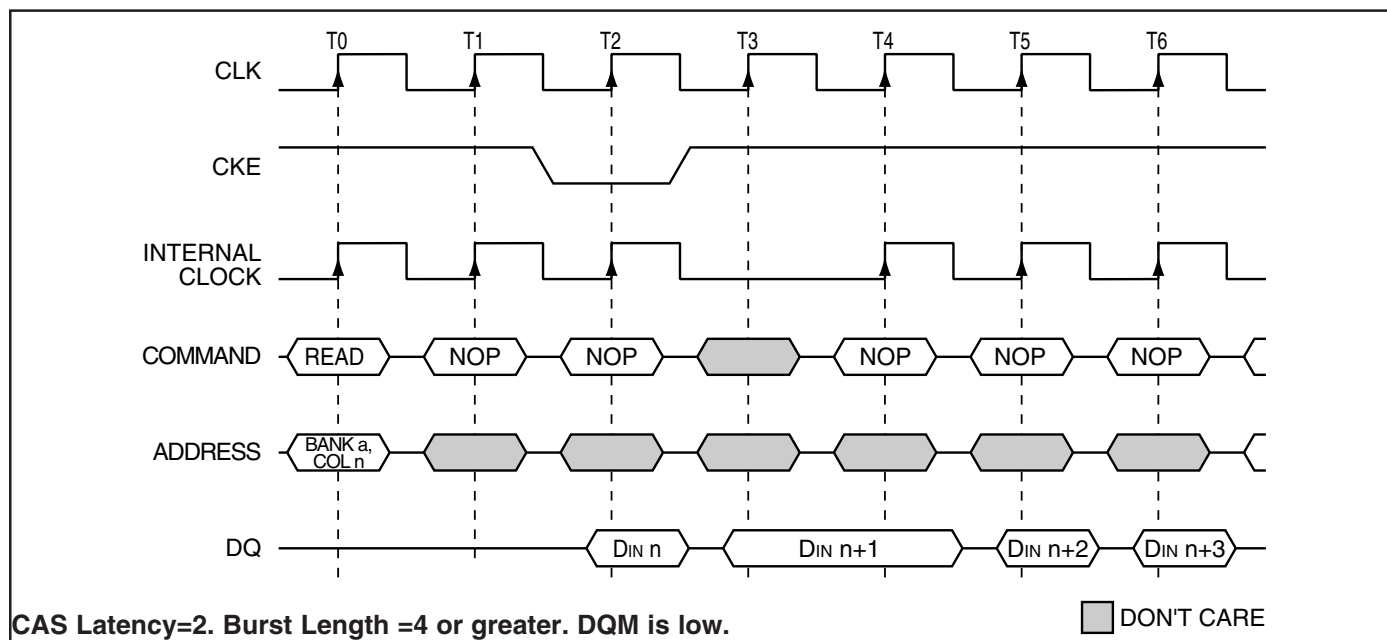 T0 T1 T2 T3 T4 T5 T6
CLK
CKE
INTERNAL
CLOCK
COMMAND READ NOP NOP NOP NOP NOP
ADDRESS BANK a,
COL n
DQ DIN n DIN n+1 DIN n+2 DIN n+3
CAS Latency=2. Burst Length =4 or greater. DQM is low.
DON'T CARE